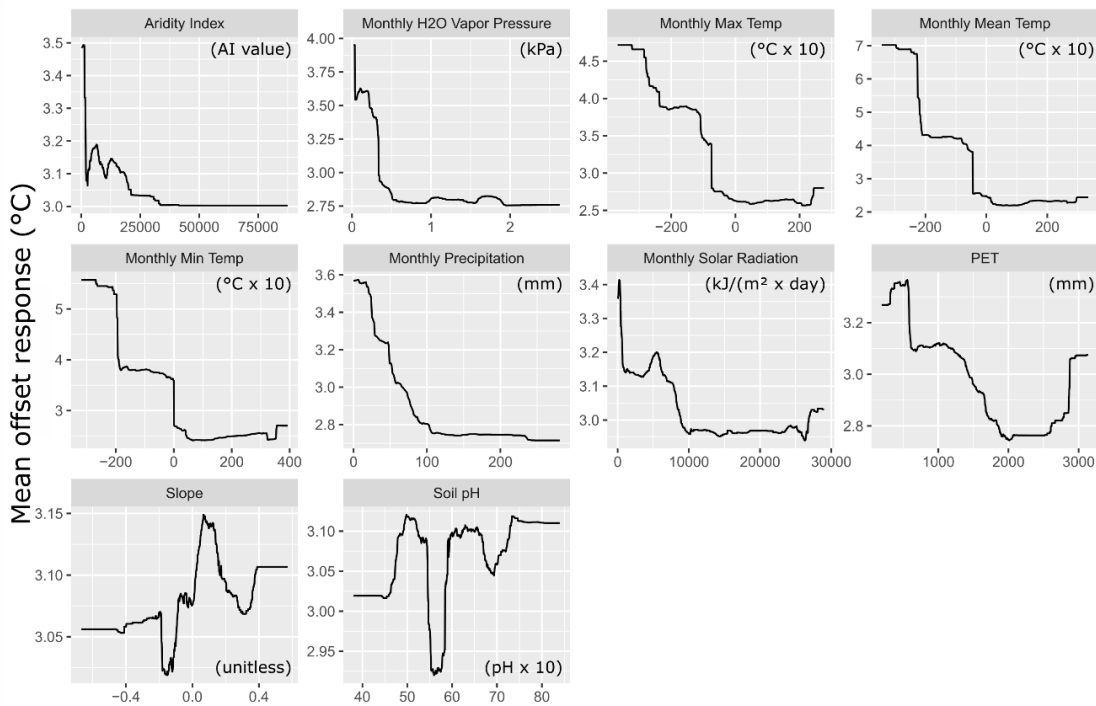 Mean offset response (°C)
Aridity Index
(AI value)
3.5
3.4
3.3
3.2
3.1
3.0
0 25000 50000 75000
Monthly H2O Vapor Pressure
(kPa)
4.00
3.75
3.50
3.25
3.00
2.75
0 1 2
Monthly Max Temp
(°C x 10)
4.5
4.0
3.5
3.0
2.5
−200 0 200
Monthly Mean Temp
(°C x 10)
7
6
5
4
3
2
−200 0 200
Monthly Min Temp
(°C x 10)
5
4
3
−200 0 200 400
Monthly Precipitation
(mm)
3.6
3.4
3.2
3.0
2.8
0 100 200
Monthly Solar Radiation
(kJ/(m² x day)
3.4
3.3
3.2
3.1
3.0
0 10000 20000 30000
PET
(mm)
3.2
3.0
2.8
1000 2000 3000
Slope
(unitless)
3.15
3.10
3.05
−0.4 0.0 0.4
Soil pH
(pH x 10)
3.10
3.05
3.00
2.95
40 50 60 70 80